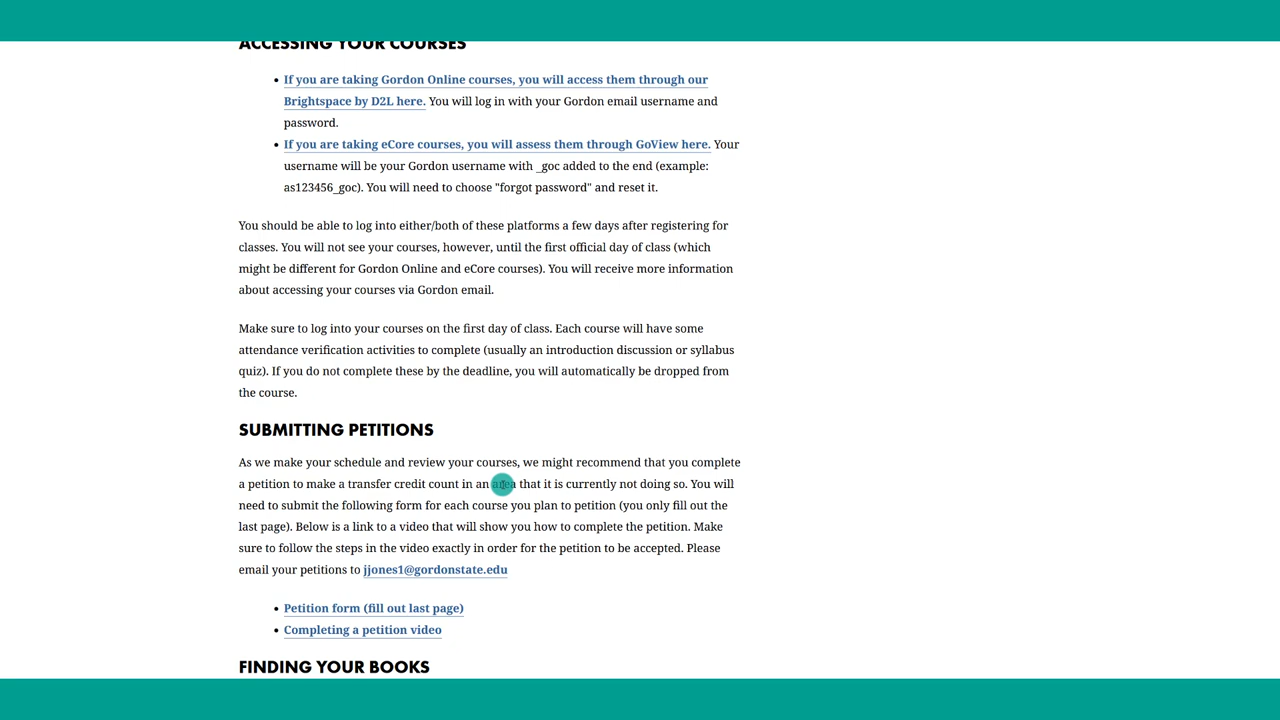 ACCESSING YOUR COURSES
If you are taking Gordon Online courses, you will access them through our
Brightspace by D2L here. You will log in with your Gordon email username and
password.
If you are taking eCore courses, you will assess them through GoView here. Your
username will be your Gordon username with _goc added to the end (example:
as123456_goc). You will need to choose "forgot password" and reset it.
You should be able to log into either/both of these platforms a few days after registering for
classes. You will not see your courses, however, until the first official day of class (which
might be different for Gordon Online and eCore courses). You will receive more information
about accessing your courses via Gordon email.
Make sure to log into your courses on the first day of class. Each course will have some
attendance verification activities to complete (usually an introduction discussion or syllabus
quiz). If you do not complete these by the deadline, you will automatically be dropped from
the course.
SUBMITTING PETITIONS
As we make your schedule and review your courses, we might recommend that you complete
a petition to make a transfer credit count in an area that it is currently not doing so. You will
need to submit the following form for each course you plan to petition (you only fill out the
last page). Below is a link to a video that will show you how to complete the petition. Make
sure to follow the steps in the video exactly in order for the petition to be accepted. Please
email your petitions to jjones1@gordonstate.edu
Petition form (fill out last page)
Completing a petition video
FINDING YOUR BOOKS